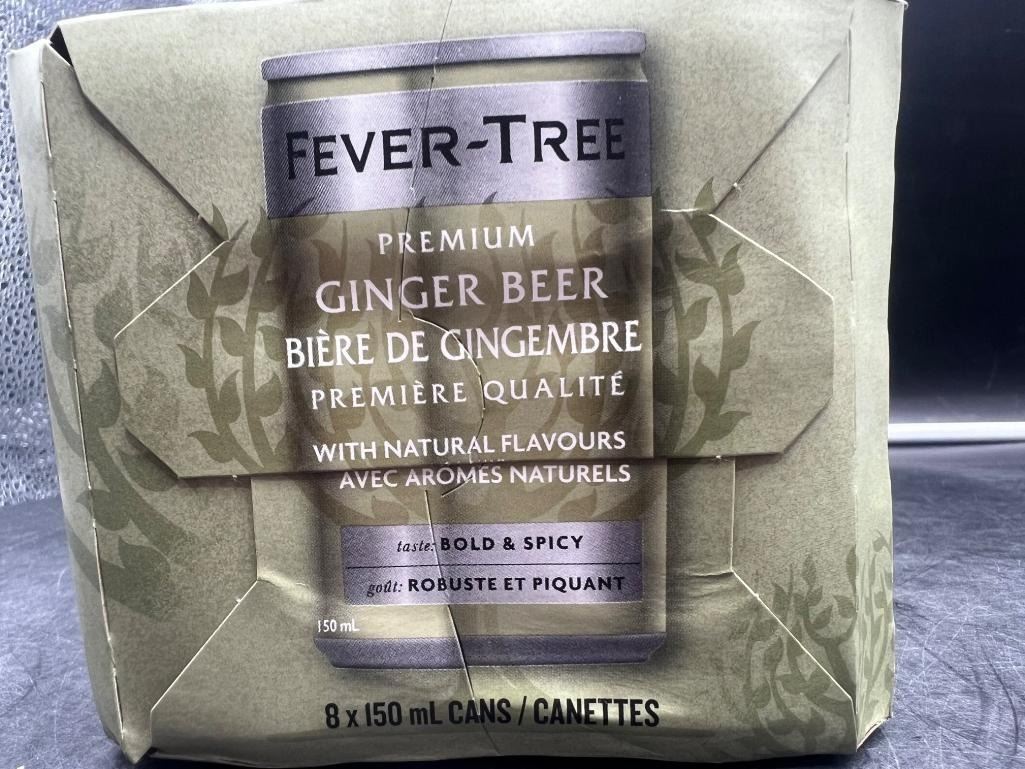 FEVER-TREE
PREMIUM
GINGER BEER
BIÈRE DE GINGEMBRE
PREMIÈRE QUALITÉ
WITH NATURAL FLAVOURS
AVEC ARÔMES NATURELS
taste: BOLD & SPICY
goût: ROBUSTE ET PIQUANT
150 mL
8 x 150 mL CANS / CANETTES